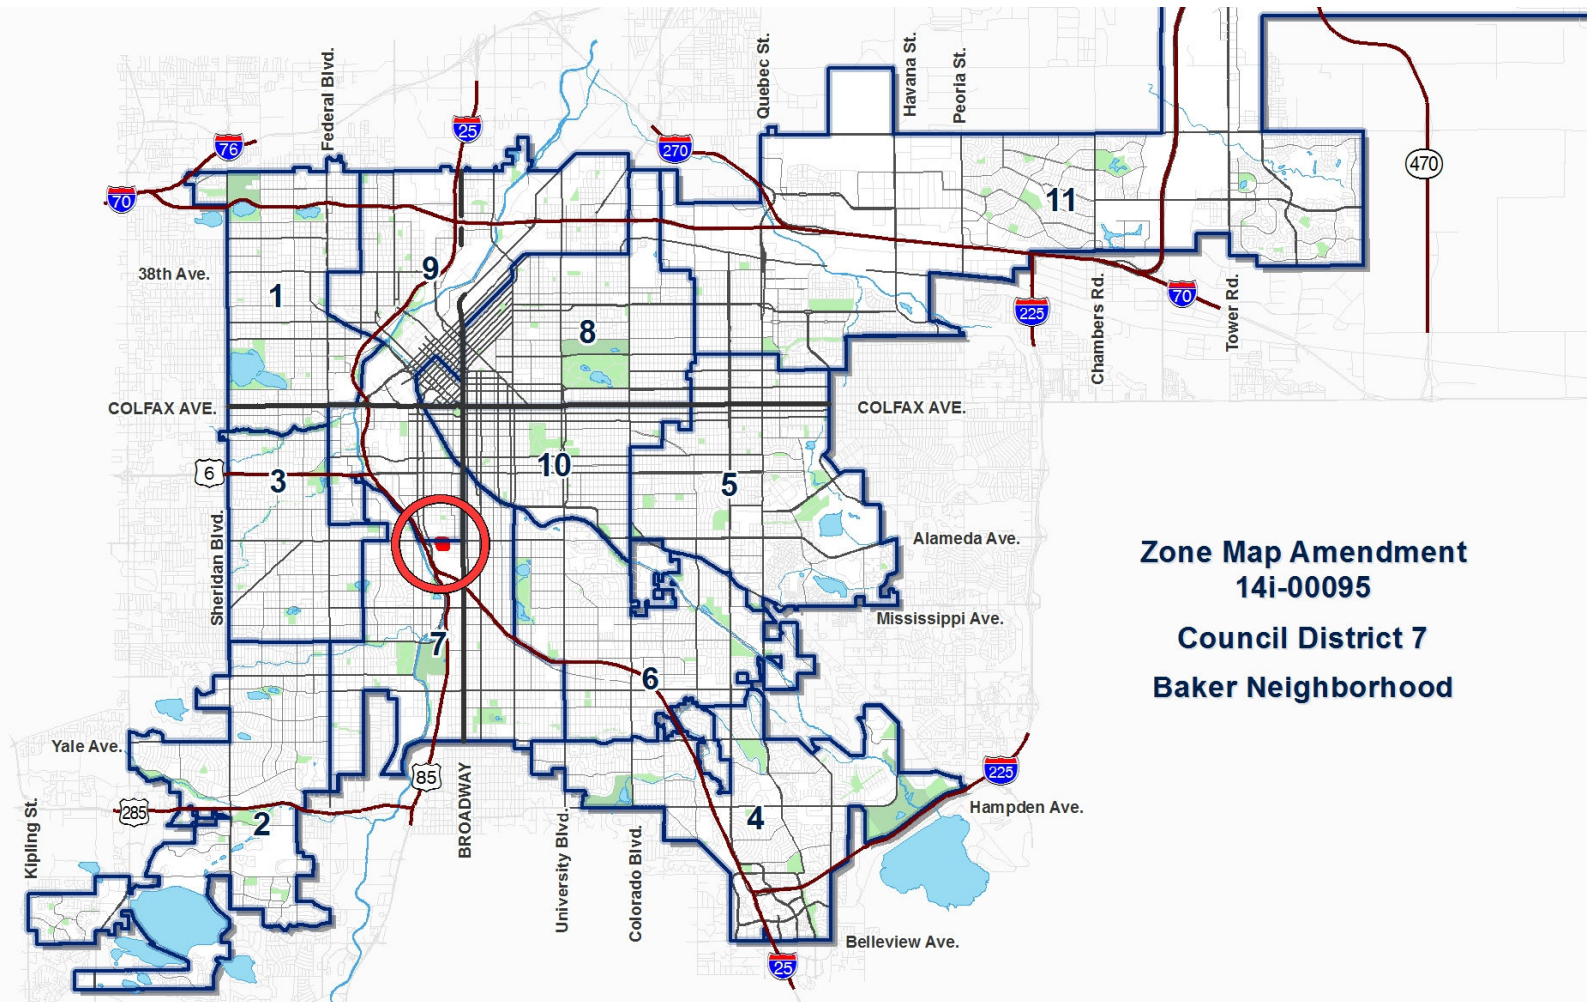 Federal Blvd.
Quebec St.
Havana St.
Peoria St.
25
76
270
470
70
11
38th Ave.
9
1
8
225
70
Chambers Rd.
Tower Rd.
COLFAX AVE.
COLFAX AVE.
6
3
10
5
Sheridan Blvd.
Alameda Ave.
Mississippi Ave.
7
6
Zone Map Amendment
14i-00095
Council District 7
Baker Neighborhood
Yale Ave.
85
BROADWAY
225
285
2
4
Hampden Ave.
Kipling St.
University Blvd.
Colorado Blvd.
Belleview Ave.
25